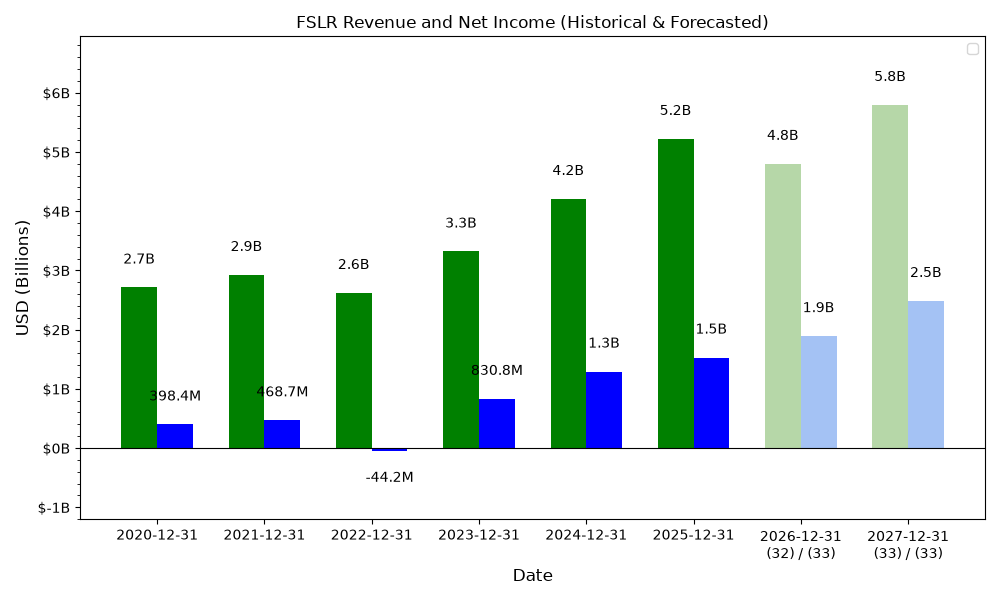 FSLR Revenue and Net Income (Historical & Forecasted)
USD (Billions)
$6B
$5B
$4B
$3B
$2B
$1B
$0B
$-1B
2.7B
398.4M
2.9B
468.7M
2.6B
-44.2M
3.3B
830.8M
4.2B
1.3B
5.2B
1.5B
4.8B
1.9B
5.8B
2.5B
2020-12-31
2021-12-31
2022-12-31
2023-12-31
2024-12-31
2025-12-31
2026-12-31
(32) / (33)
2027-12-31
(33) / (33)
Date